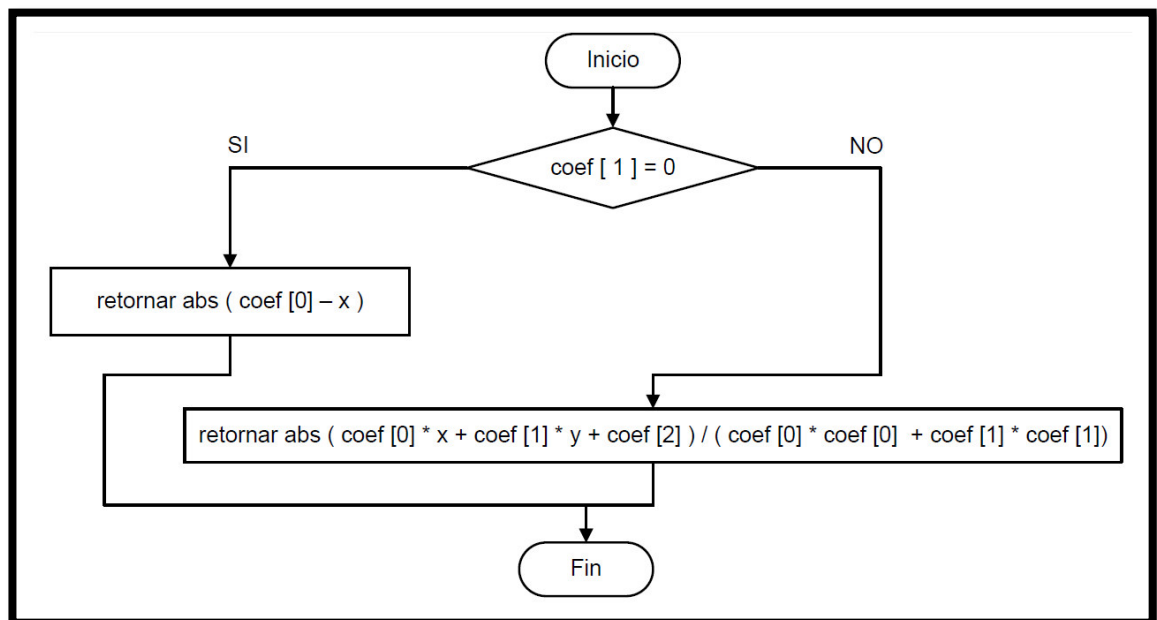 Inicio
SI
NO
coef [ 1 ] = 0
retornar abs ( coef [0] – x )
retornar abs ( coef [0] * x + coef [1] * y + coef [2] ) / ( coef [0] * coef [0] + coef [1] * coef [1])
Fin